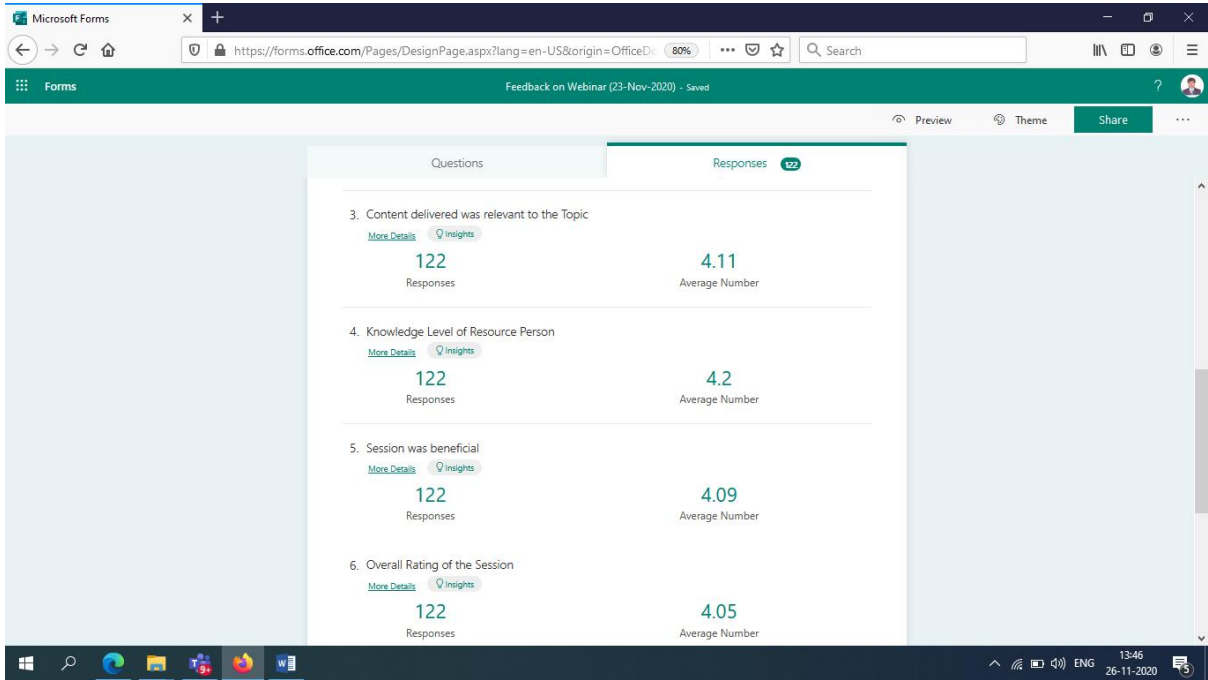 Microsoft Forms
https://forms.office.com/Pages/DesignPage.aspx?lang=en-US&origin=OfficeDo 80% Search
Forms Feedback on Webinar (23-Nov-2020) - Saved ?
Preview Theme Share ...
Questions Responses 122
3. Content delivered was relevant to the Topic
More Details Insights
122 4.11
Responses Average Number
4. Knowledge Level of Resource Person
More Details Insights
122 4.2
Responses Average Number
5. Session was beneficial
More Details Insights
122 4.09
Responses Average Number
6. Overall Rating of the Session
More Details Insights
122 4.05
Responses Average Number
9+ ENG 13:46
26-11-2020 5